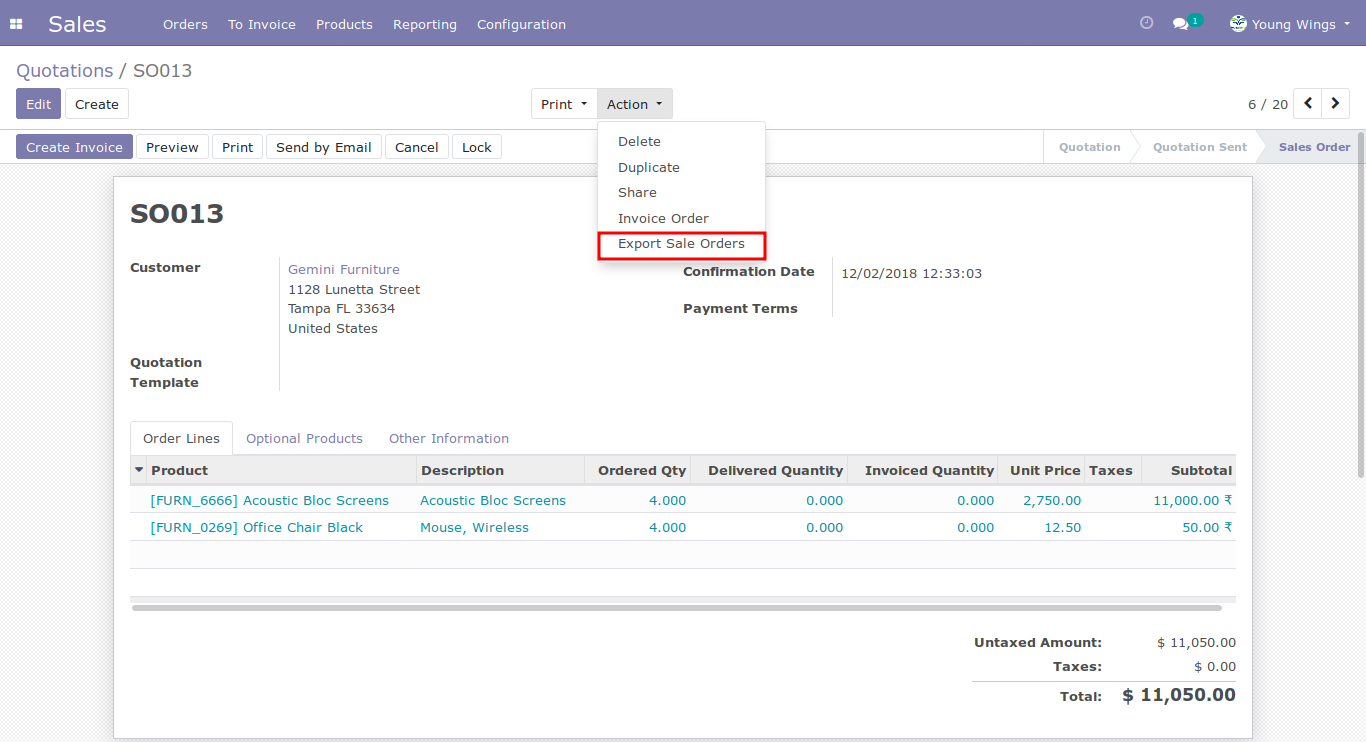 Sales Orders To Invoice Products Reporting Configuration 1 Young Wings
Quotations / SO013
Edit Create Print Action 6 / 20
Create Invoice Preview Print Send by Email Cancel Lock Quotation Quotation Sent Sales Order
Delete
Duplicate
Share
Invoice Order
Export Sale Orders
SO013
Customer Gemini Furniture
1128 Lunetta Street
Tampa FL 33634
United States
Confirmation Date 12/02/2018 12:33:03
Payment Terms
Quotation
Template
Order Lines Optional Products Other Information
Product Description Ordered Qty Delivered Quantity Invoiced Quantity Unit Price Taxes Subtotal
[FURN_6666] Acoustic Bloc Screens Acoustic Bloc Screens 4.000 0.000 0.000 2,750.00 11,000.00 ₹
[FURN_0269] Office Chair Black Mouse, Wireless 4.000 0.000 0.000 12.50 50.00 ₹
Untaxed Amount: $ 11,050.00
Taxes: $ 0.00
Total: $ 11,050.00